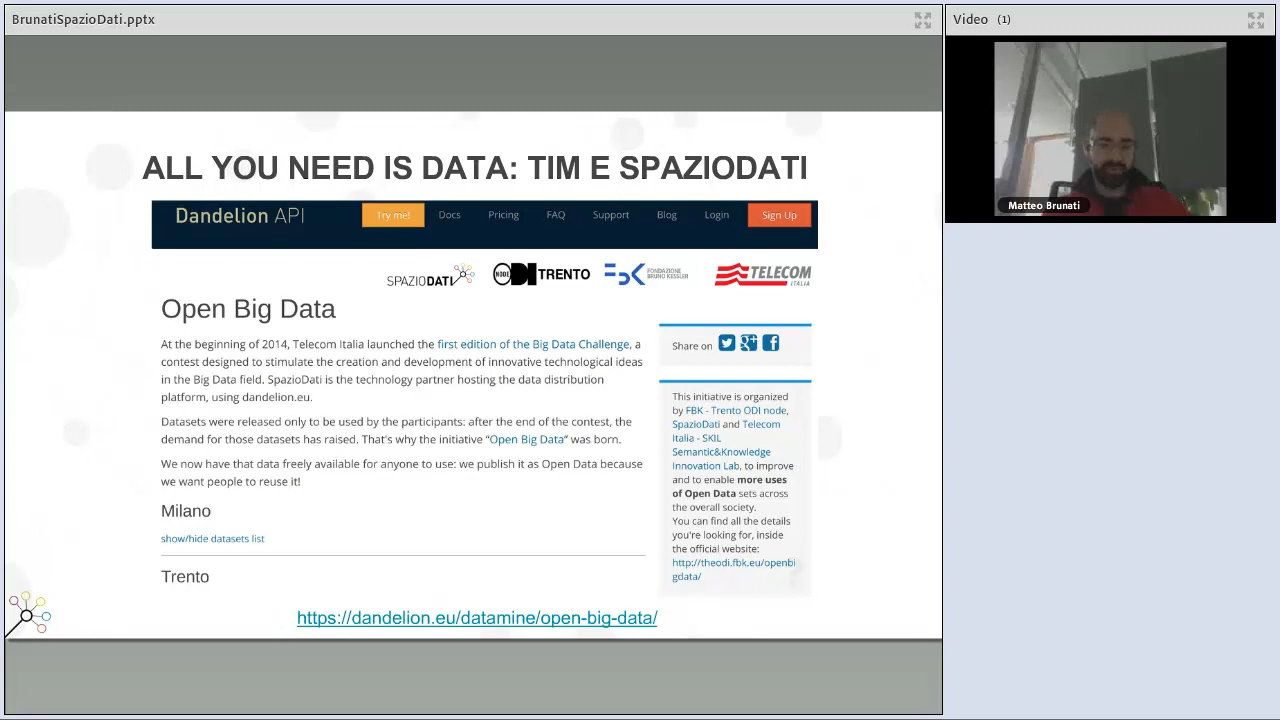 BrunatiSpazioDati.pptx
Video (1)
Matteo Brunati
ALL YOU NEED IS DATA: TIM E SPAZIODATI
Dandelion API Try me! Docs Pricing FAQ Support Blog Login Sign Up
SPAZIODATI NODE ODI TRENTO FBK FONDAZIONE BRUNO KESSLER TELECOM ITALIA
Open Big Data
At the beginning of 2014, Telecom Italia launched the first edition of the Big Data Challenge, a
contest designed to stimulate the creation and development of innovative technological ideas
in the Big Data field. SpazioDati is the technology partner hosting the data distribution
platform, using dandelion.eu.
Datasets were released only to be used by the participants: after the end of the contest, the
demand for those datasets has raised. That's why the initiative “Open Big Data” was born.
We now have that data freely available for anyone to use: we publish it as Open Data because
we want people to reuse it!
Milano
show/hide datasets list
Trento
Share on
This initiative is organized
by FBK - Trento ODI node,
SpazioDati and Telecom
Italia - SKIL
Semantic&Knowledge
Innovation Lab, to improve
and to enable more uses
of Open Data sets across
the overall society.
You can find all the details
you're looking for, inside
the official website:
http://theodi.fbk.eu/openbi
gdata/
https://dandelion.eu/datamine/open-big-data/